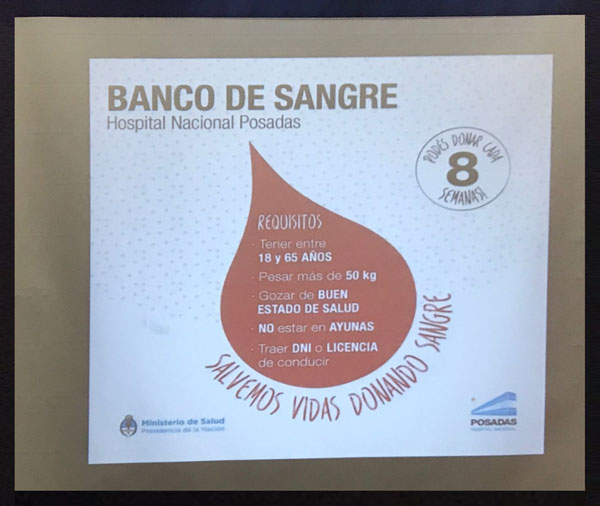 BANCO DE SANGRE
Hospital Nacional Posadas
PODÉS DONAR CADA
8
SEMANAS!
REQUISITOS
· Tener entre
18 y 65 AÑOS
· Pesar más de 50 kg
· Gozar de BUEN
ESTADO DE SALUD
· NO estar en AYUNAS
· Traer DNI o LICENCIA
de conducir
SALVEMOS VIDAS DONANDO SANGRE
Ministerio de Salud
Presidencia de la Nación
POSADAS
HOSPITAL NACIONAL